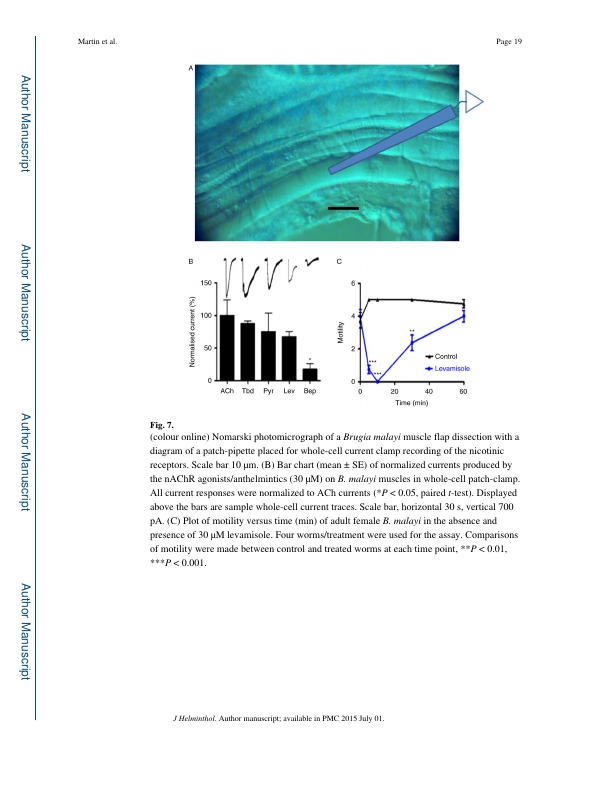 Martin et al.
Page 19
Author Manuscript
Author Manuscript
Author Manuscript
Author Manuscript
A
B
C
150
100
50
0
Normalised current (%)
ACh Tbd Pyr Lev Bep
*
6
4
2
0
Motility
***
***
**
Control
Levamisole
0 20 40 60
Time (min)
Fig. 7.
(colour online) Nomarski photomicrograph of a Brugia malayi muscle flap dissection with a
diagram of a patch-pipette placed for whole-cell current clamp recording of the nicotinic
receptors. Scale bar 10 μm. (B) Bar chart (mean ± SE) of normalized currents produced by
the nAChR agonists/anthelmintics (30 μM) on B. malayi muscles in whole-cell patch-clamp.
All current responses were normalized to ACh currents (*P < 0.05, paired t-test). Displayed
above the bars are sample whole-cell current traces. Scale bar, horizontal 30 s, vertical 700
pA. (C) Plot of motility versus time (min) of adult female B. malayi in the absence and
presence of 30 μM levamisole. Four worms/treatment were used for the assay. Comparisons
of motility were made between control and treated worms at each time point, **P < 0.01,
***P < 0.001.
J Helminthol. Author manuscript; available in PMC 2015 July 01.